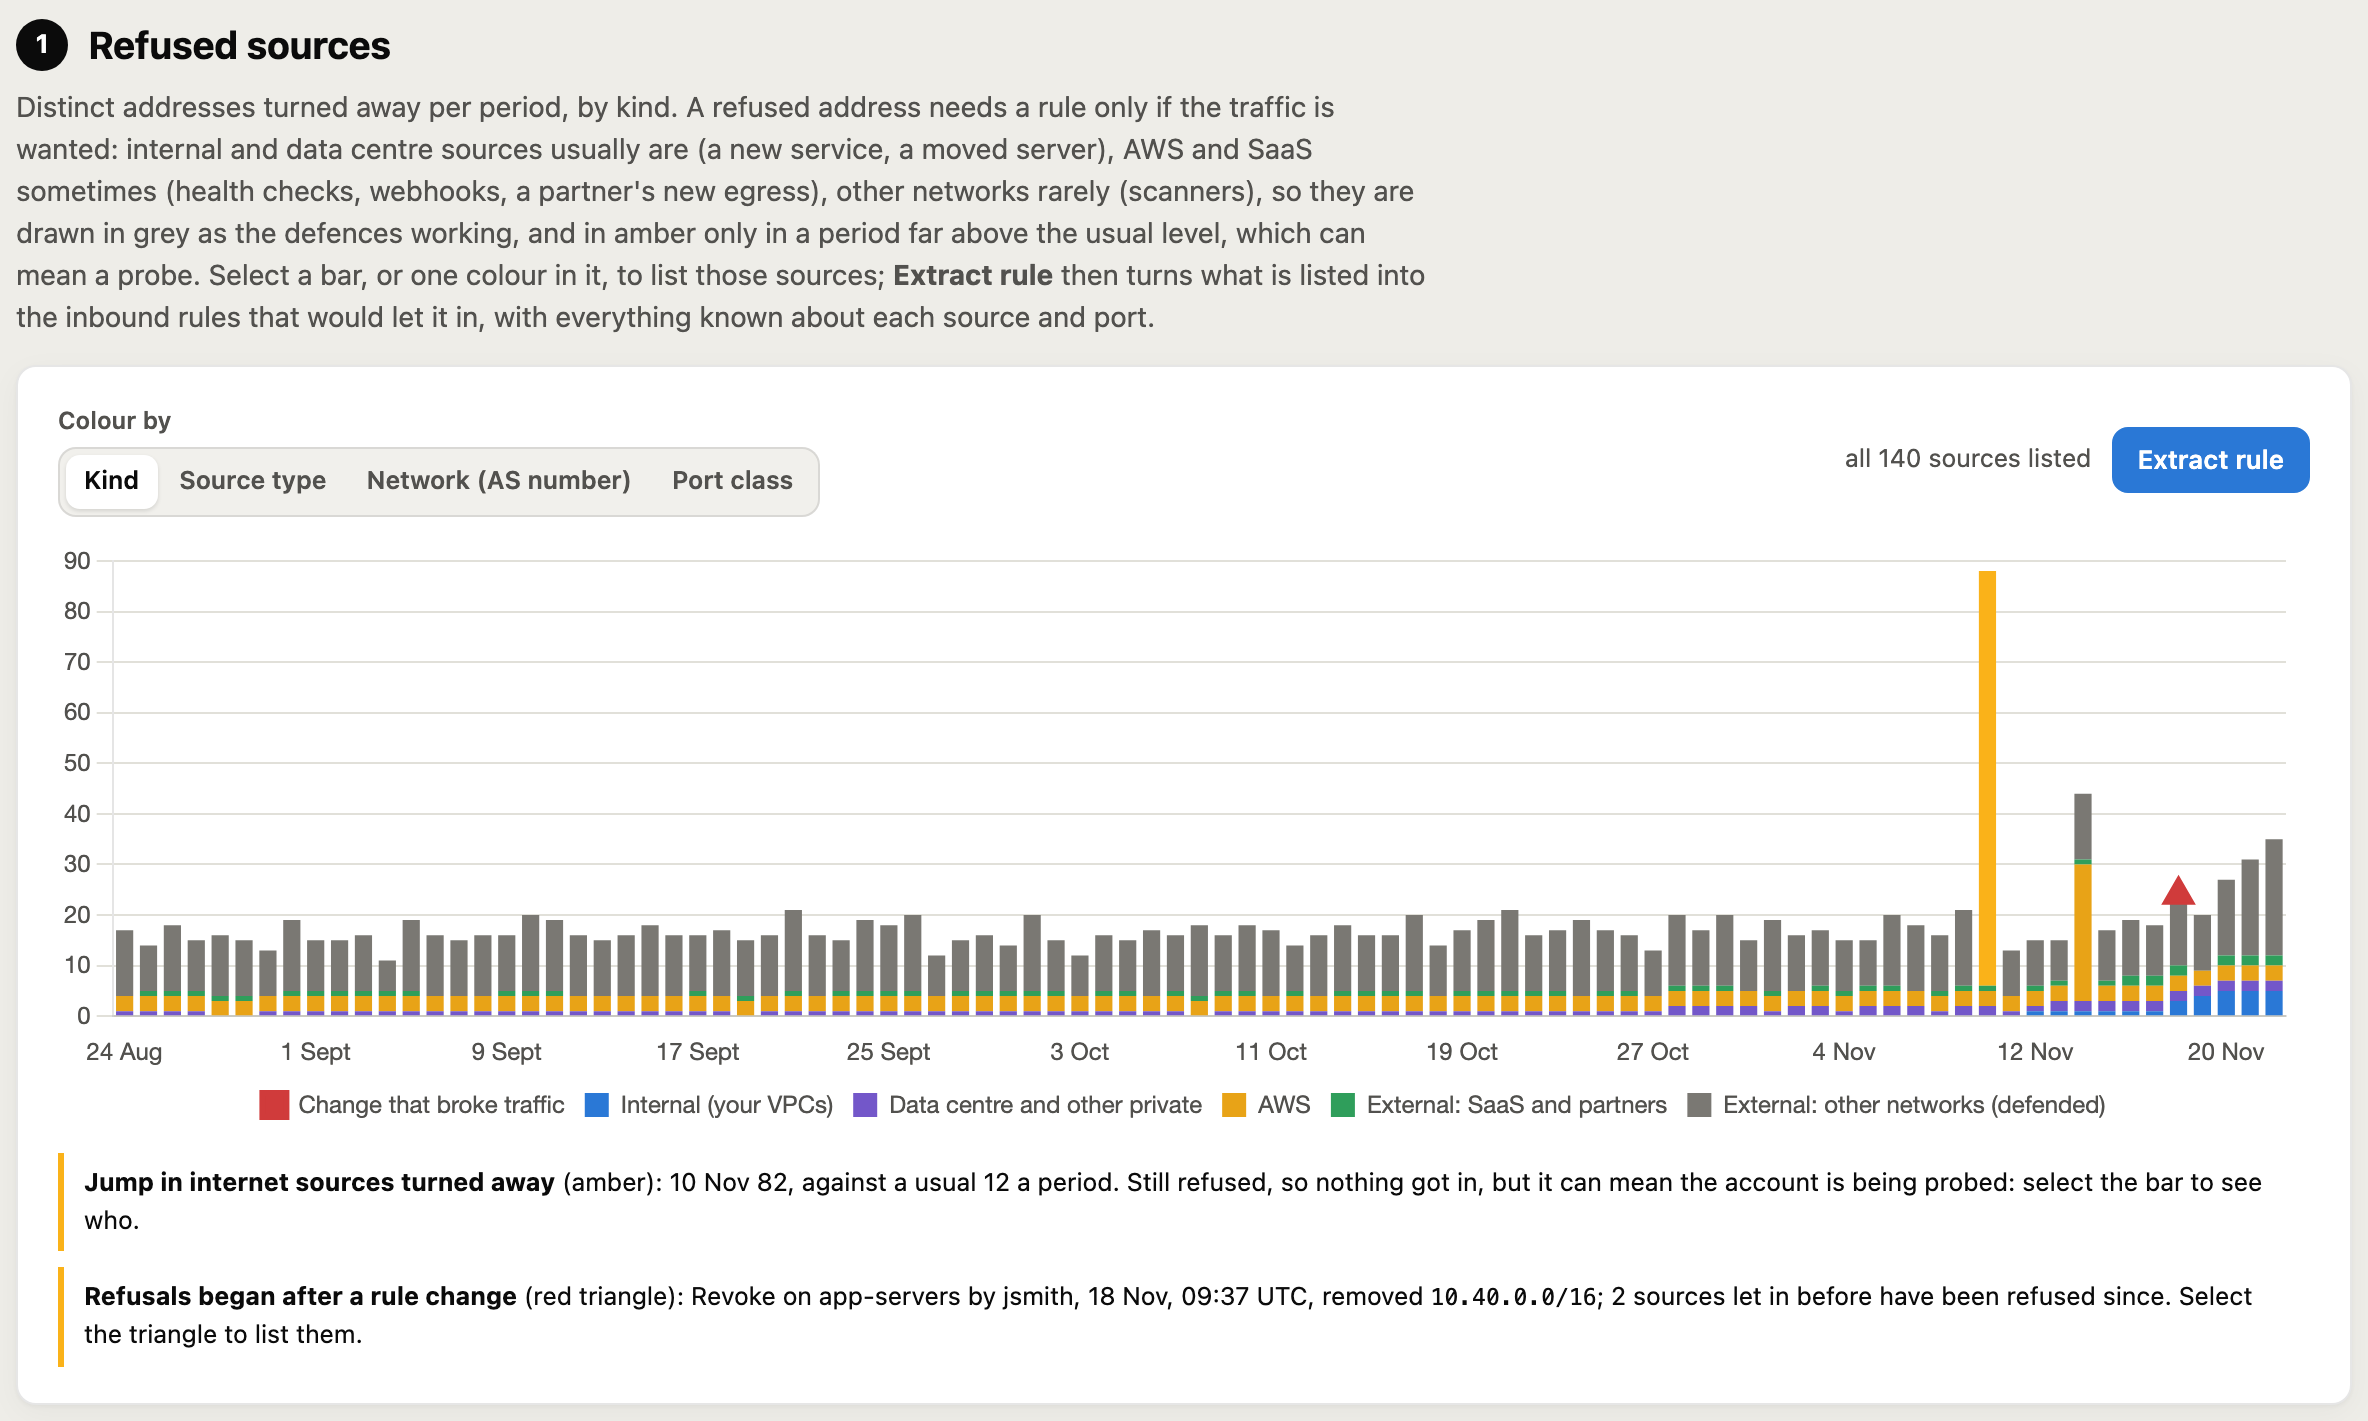 1 Refused sources
Distinct addresses turned away per period, by kind. A refused address needs a rule only if the traffic is
wanted: internal and data centre sources usually are (a new service, a moved server), AWS and SaaS
sometimes (health checks, webhooks, a partner's new egress), other networks rarely (scanners), so they are
drawn in grey as the defences working, and in amber only in a period far above the usual level, which can
mean a probe. Select a bar, or one colour in it, to list those sources; Extract rule then turns what is listed into
the inbound rules that would let it in, with everything known about each source and port.
Colour by
Kind Source type Network (AS number) Port class
all 140 sources listed Extract rule
90
80
70
60
50
40
30
20
10
0
24 Aug 1 Sept 9 Sept 17 Sept 25 Sept 3 Oct 11 Oct 19 Oct 27 Oct 4 Nov 12 Nov 20 Nov
Change that broke traffic Internal (your VPCs) Data centre and other private AWS External: SaaS and partners External: other networks (defended)
Jump in internet sources turned away (amber): 10 Nov 82, against a usual 12 a period. Still refused, so nothing got in, but it can mean the account is being probed: select the bar to see
who.
Refusals began after a rule change (red triangle): Revoke on app-servers by jsmith, 18 Nov, 09:37 UTC, removed 10.40.0.0/16; 2 sources let in before have been refused since. Select
the triangle to list them.